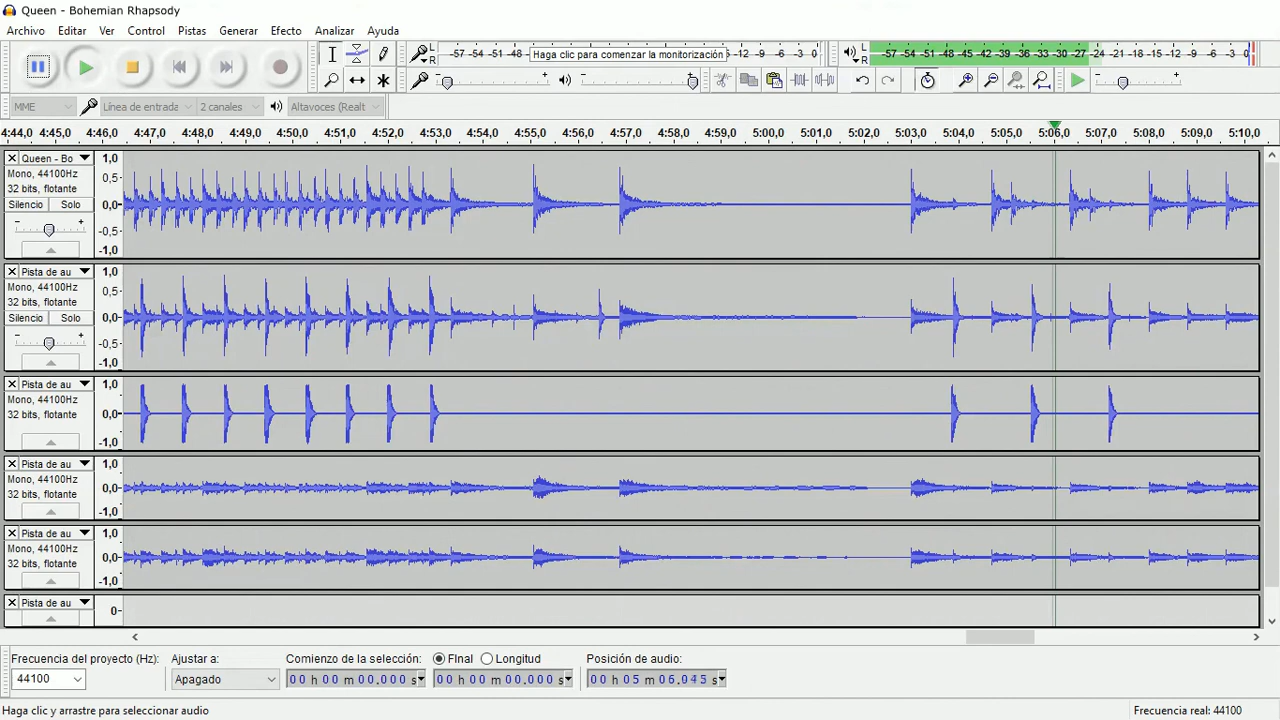 Queen - Bohemian Rhapsody
Archivo Editar Ver Control Pistas Generar Efecto Analizar Ayuda
L R -57 -54 -51 -48 Haga clic para comenzar la monitorización -12 -9 -6 -3 0
L R -57 -54 -51 -48 -45 -42 -39 -36 -33 -30 -27 -24 -21 -18 -15 -12 -9 -6 -3 0
MME Línea de entrada 2 canales Altavoces (Realt
4:44,0 4:45,0 4:46,0 4:47,0 4:48,0 4:49,0 4:50,0 4:51,0 4:52,0 4:53,0 4:54,0 4:55,0 4:56,0 4:57,0 4:58,0 4:59,0 5:00,0 5:01,0 5:02,0 5:03,0 5:04,0 5:05,0 5:06,0 5:07,0 5:08,0 5:09,0 5:10,0
Queen - Bo 1,0
Mono, 44100Hz 0,5
32 bits, flotante
Silencio Solo 0,0
- + -0,5
-1,0
Pista de au 1,0
Mono, 44100Hz 0,5
32 bits, flotante
Silencio Solo 0,0
- + -0,5
-1,0
Pista de au 1,0
Mono, 44100Hz
32 bits, flotante 0,0
-1,0
Pista de au 1,0
Mono, 44100Hz 0,0
32 bits, flotante
-1,0
Pista de au 1,0
Mono, 44100Hz 0,0
32 bits, flotante
-1,0
Pista de au 0
Frecuencia del proyecto (Hz): Ajustar a: Comienzo de la selección: FInal Longitud Posición de audio:
44100 Apagado 00 h 00 m 00.000 s 00 h 00 m 00.000 s 00 h 05 m 06.045 s
Haga clic y arrastre para seleccionar audio Frecuencia real: 44100